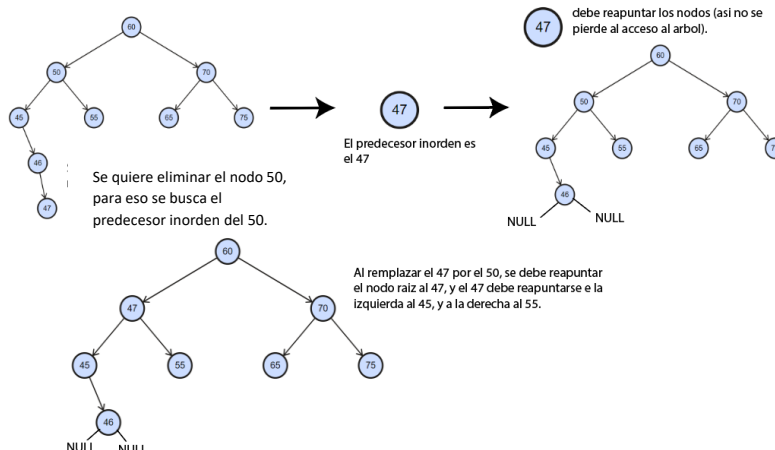 60
50
70
45
55
65
75
46
47
Se quiere eliminar el nodo 50,
para eso se busca el
predecesor inorden del 50.
47
El predecesor inorden es
el 47
47
debe reapuntar los nodos (asi no se
pierde al acceso al arbol).
60
50
70
45
55
65
46
NULL
NULL
60
47
70
45
55
65
75
46
NULL
NULL
Al remplazar el 47 por el 50, se debe reapuntar
el nodo raiz al 47, y el 47 debe reapuntarse e la
izquierda al 45, y a la derecha al 55.